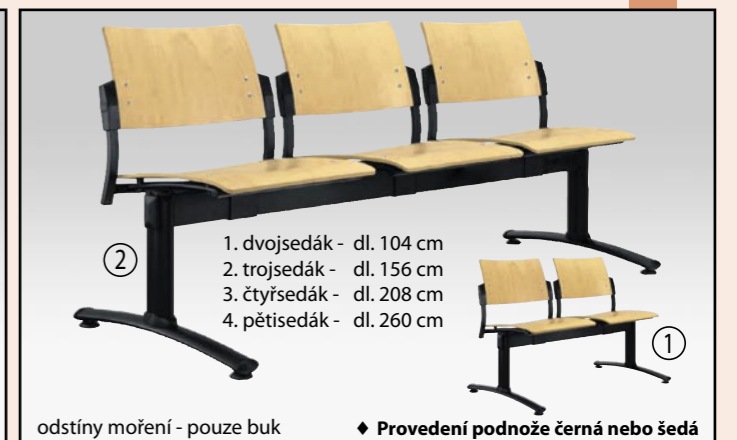 ②
1. dvojsedák - dl. 104 cm
2. trojsedák - dl. 156 cm
3. čtyřsedák - dl. 208 cm
4. pětisedák - dl. 260 cm
①
odstíny moření - pouze buk
♦ Provedení podnože černá nebo šedá